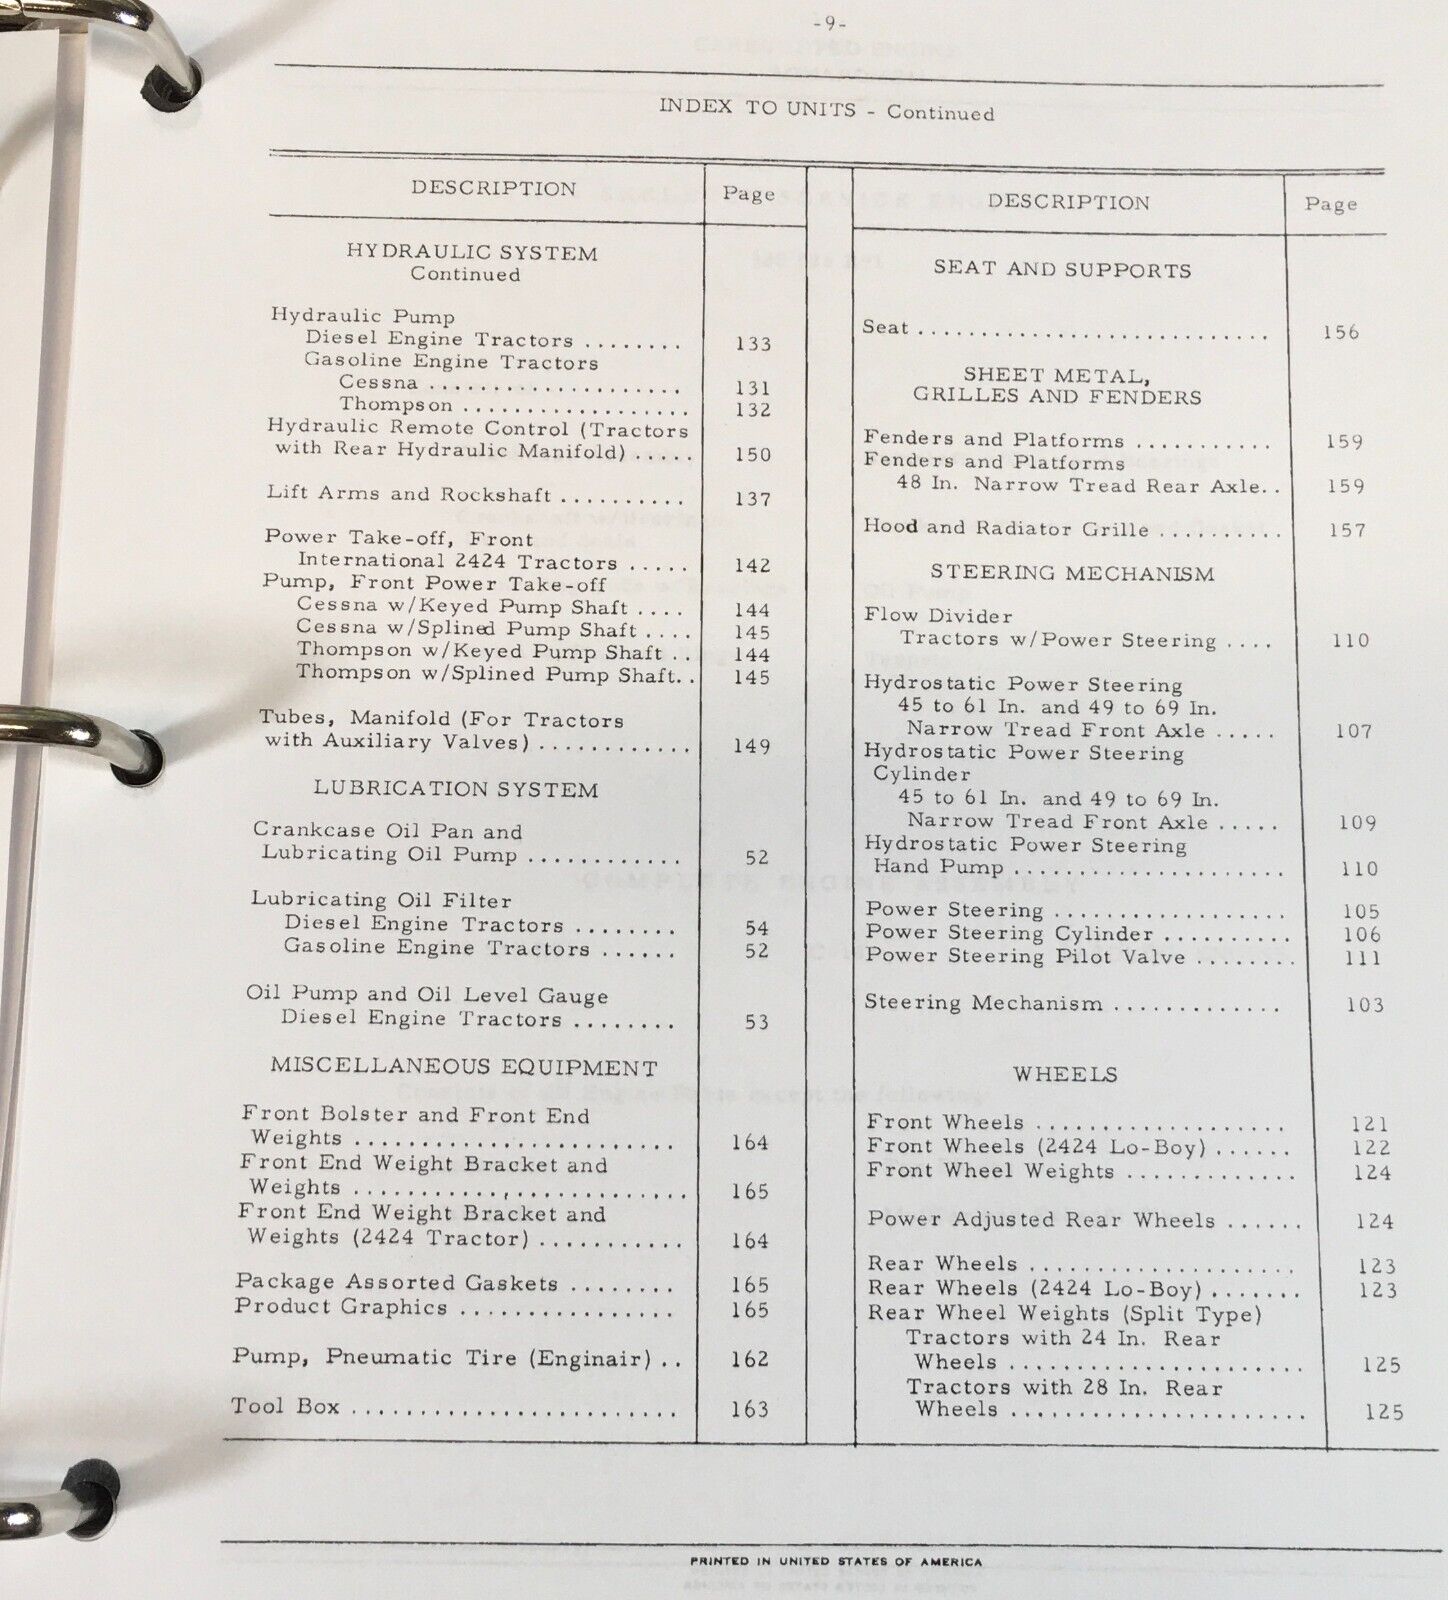 -9-
INDEX TO UNITS - Continued
DESCRIPTION Page
HYDRAULIC SYSTEM
Continued
Hydraulic Pump
Diesel Engine Tractors ........ 133
Gasoline Engine Tractors
Cessna .................... 131
Thompson .................. 132
Hydraulic Remote Control (Tractors
with Rear Hydraulic Manifold) ..... 150
Lift Arms and Rockshaft .......... 137
Power Take-off, Front
International 2424 Tractors ..... 142
Pump, Front Power Take-off
Cessna w/Keyed Pump Shaft .... 144
Cessna w/Splined Pump Shaft .... 145
Thompson w/Keyed Pump Shaft .. 144
Thompson w/Splined Pump Shaft.. 145
Tubes, Manifold (For Tractors
with Auxiliary Valves) ............ 149
LUBRICATION SYSTEM
Crankcase Oil Pan and
Lubricating Oil Pump ............ 52
Lubricating Oil Filter
Diesel Engine Tractors ........ 54
Gasoline Engine Tractors ...... 52
Oil Pump and Oil Level Gauge
Diesel Engine Tractors ........ 53
MISCELLANEOUS EQUIPMENT
Front Bolster and Front End
Weights ........................ 164
Front End Weight Bracket and
Weights ......................... 165
Front End Weight Bracket and
Weights (2424 Tractor) ........... 164
Package Assorted Gaskets ........ 165
Product Graphics ................ 165
Pump, Pneumatic Tire (Enginair) .. 162
Tool Box ......................... 163
DESCRIPTION Page
SEAT AND SUPPORTS
Seat ........................... 156
SHEET METAL,
GRILLES AND FENDERS
Fenders and Platforms ........... 159
Fenders and Platforms
48 In. Narrow Tread Rear Axle.. 159
Hood and Radiator Grille .......... 157
STEERING MECHANISM
Flow Divider
Tractors w/Power Steering .... 110
Hydrostatic Power Steering
45 to 61 In. and 49 to 69 In.
Narrow Tread Front Axle ..... 107
Hydrostatic Power Steering
Cylinder
45 to 61 In. and 49 to 69 In.
Narrow Tread Front Axle ..... 109
Hydrostatic Power Steering
Hand Pump ..................... 110
Power Steering .................. 105
Power Steering Cylinder .......... 106
Power Steering Pilot Valve ........ 111
Steering Mechanism ............. 103
WHEELS
Front Wheels .................... 121
Front Wheels (2424 Lo-Boy) ...... 122
Front Wheel Weights ............. 124
Power Adjusted Rear Wheels ...... 124
Rear Wheels ..................... 123
Rear Wheels (2424 Lo-Boy) ....... 123
Rear Wheel Weights (Split Type)
Tractors with 24 In. Rear
Wheels ....................... 125
Tractors with 28 In. Rear
Wheels ....................... 125
PRINTED IN UNITED STATES OF AMERICA